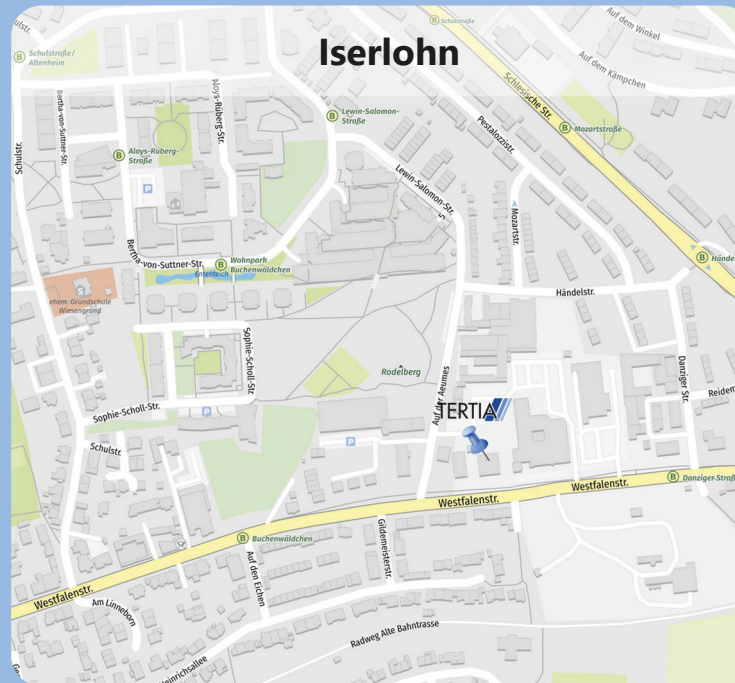 Iserlohn
Schulstraße
Auf dem Winkel
Auf dem Kämpchen
Schulstraße/
Altenheim
Schlesische Str.
Bertha-von-Suttner-Str.
Aloys-Rüberg-Str.
Lewin-Salomon-
Straße
Pestalozzistr.
Mozartstraße
Schulstr.
Aloys-Rüberg-
Straße
P
Lewin-Salomon-Str.
Mozartstr.
Bertha-von-Suttner-Str.
Wohnpark
Buchenwäldchen
Ententeich
Händelstr.
ehem. Grundschule
Wiesengrund
Sophie-Scholl-Str.
Rodelberg
Danziger Str.
Auf der Aeumes
TERTIA
Sophie-Scholl-Str.
P
P
Schulstr.
Westfalenstr.
Westfalenstr.
Buchenwäldchen
Gildemeisterstr.
Auf den Eichen
Westfalenstr.
Am Linneborn
Radweg Alte Bahntrasse